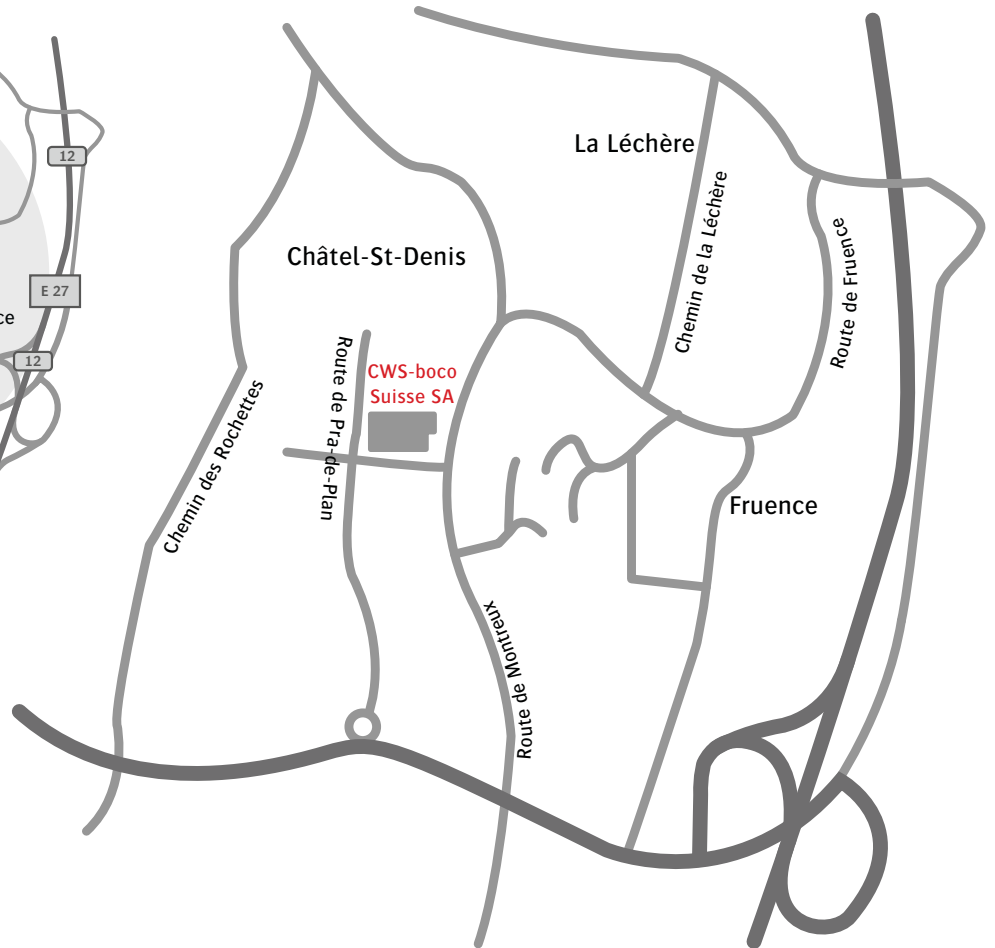 12
E 27
ce
12
La Léchère
Chemin de la Léchère
Route de Fruence
Châtel-St-Denis
Route de Pra-de-Plan
CWS-boco
Suisse SA
Chemin des Rochettes
Fruence
Route de Montreux